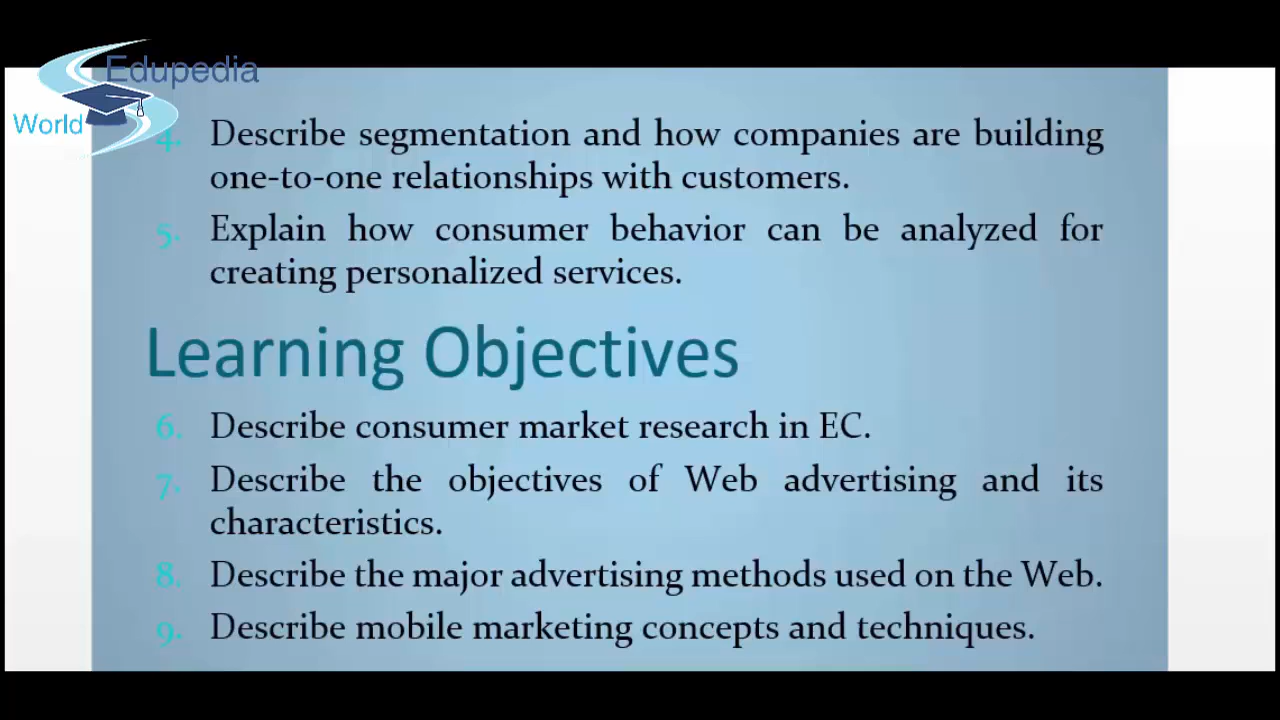 Edupedia
World
4. Describe segmentation and how companies are building
one-to-one relationships with customers.
5. Explain how consumer behavior can be analyzed for
creating personalized services.
Learning Objectives
6. Describe consumer market research in EC.
7. Describe the objectives of Web advertising and its
characteristics.
8. Describe the major advertising methods used on the Web.
9. Describe mobile marketing concepts and techniques.